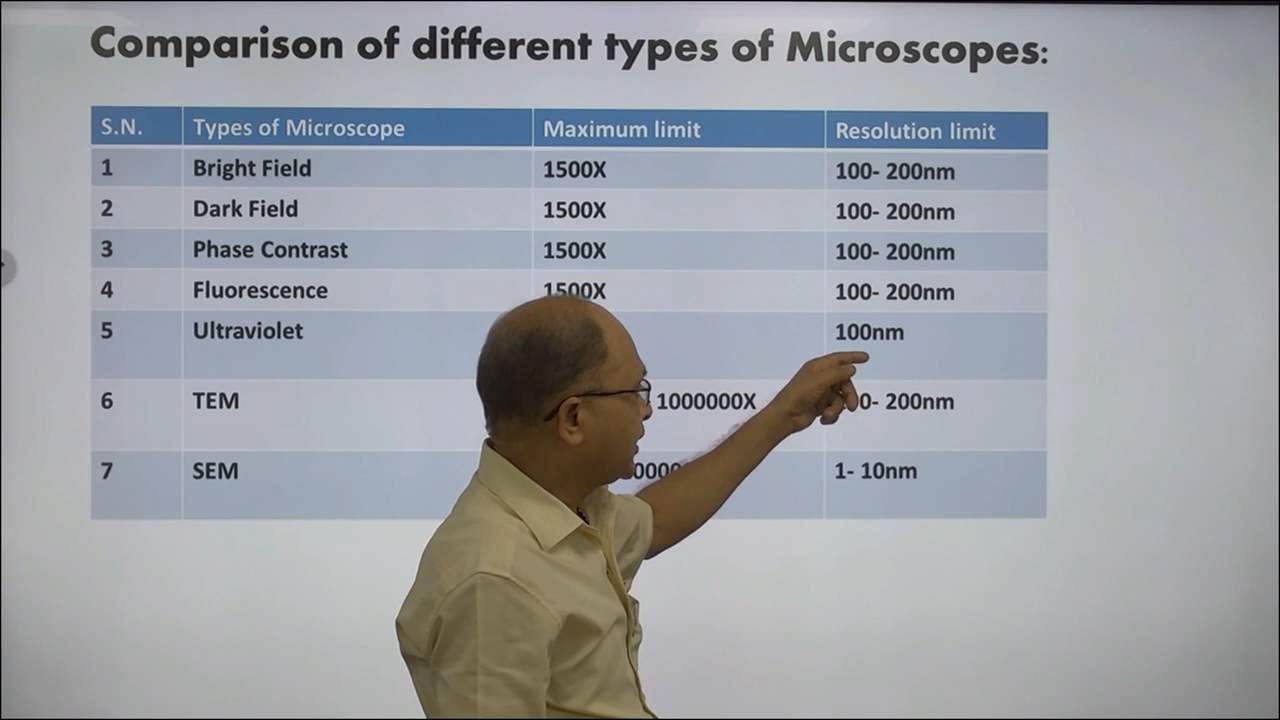 Comparison of different types of Microscopes:
S.N. Types of Microscope Maximum limit Resolution limit
1 Bright Field 1500X 100- 200nm
2 Dark Field 1500X 100- 200nm
3 Phase Contrast 1500X 100- 200nm
4 Fluorescence 1500X 100- 200nm
5 Ultraviolet 100nm
6 TEM 1000000X 200nm
7 SEM 1- 10nm